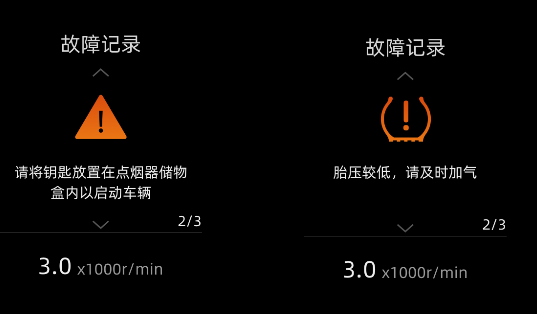 故障记录
请将钥匙放置在点烟器储物
盒内以启动车辆
2/3
3.0 x1000r/min
故障记录
胎压较低，请及时加气
2/3
3.0 x1000r/min